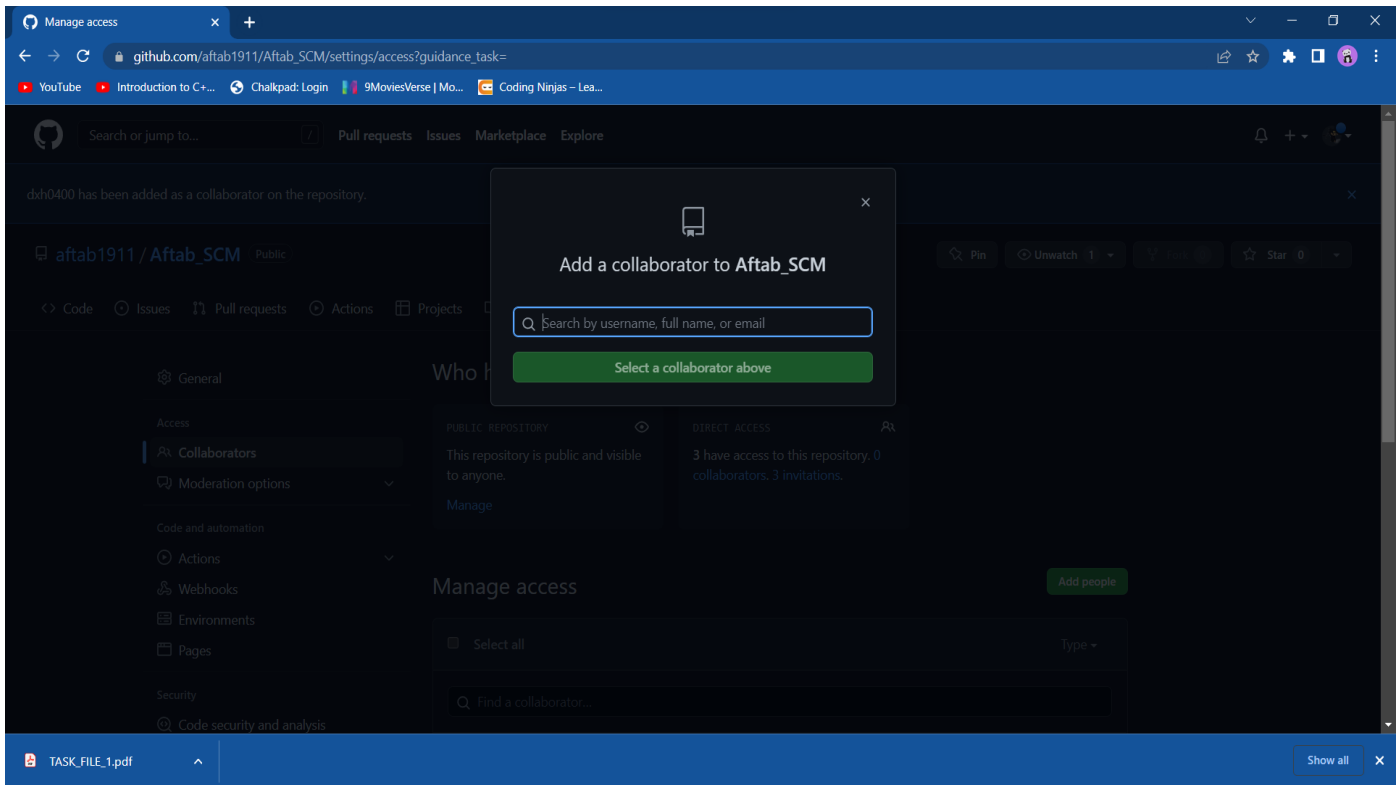 Manage access
github.com/aftab1911/Aftab_SCM/settings/access?guidance_task=
YouTube Introduction to C+... Chalkpad: Login 9MoviesVerse | Mo... Coding Ninjas – Lea...
Search or jump to... / Pull requests Issues Marketplace Explore
dxh0400 has been added as a collaborator on the repository.
aftab1911 / Aftab_SCM Public
Pin Unwatch 1 Star 0
Code Issues Pull requests Actions Projects
Add a collaborator to Aftab_SCM
Search by username, full name, or email
Select a collaborator above
General
Access
Collaborators
Moderation options
Code and automation
Actions
Webhooks
Environments
Pages
Security
Code security and analysis
Who
PUBLIC REPOSITORY
This repository is public and visible
to anyone.
Manage
DIRECT ACCESS
3 have access to this repository. 0
collaborators. 3 invitations.
Manage access
Add people
Select all
Type
Find a collaborator...
TASK_FILE_1.pdf
Show all